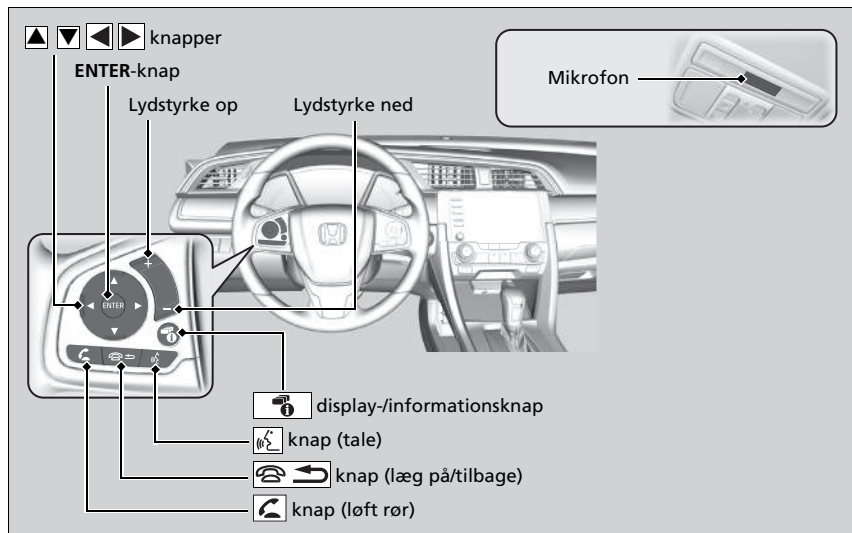 ▲ ▼ ◀ ▶ knapper
ENTER-knap
Lydstyrke op
Lydstyrke ned
Mikrofon
+
ENTER
−
display-/informationsknap
knap (tale)
knap (læg på/tilbage)
knap (løft rør)